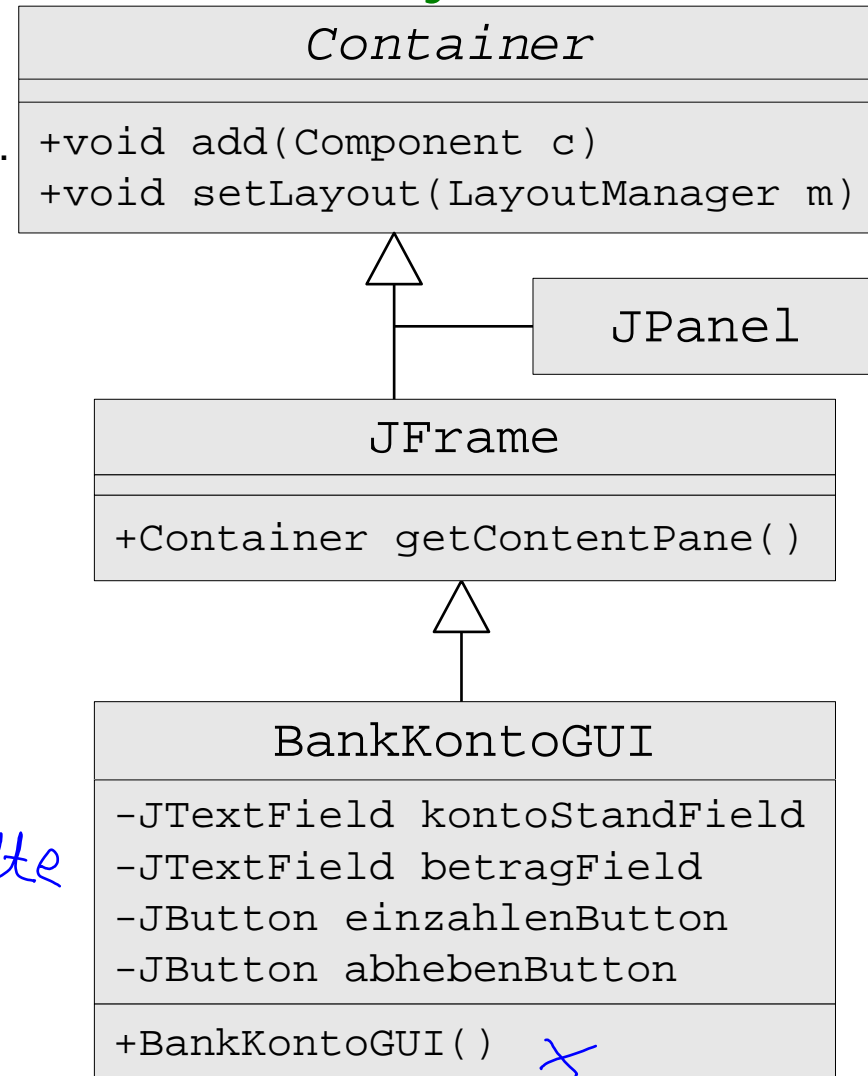 Container
+void add(Component c)
+void setLayout(LayoutManager m)
JPanel
JFrame
+Container getContentPane()
BankKontoGUI
-JTextField kontoStandField
-JTextField betragField
-JButton einzahlenButton
-JButton abhebenButton
+BankKontoGUI()